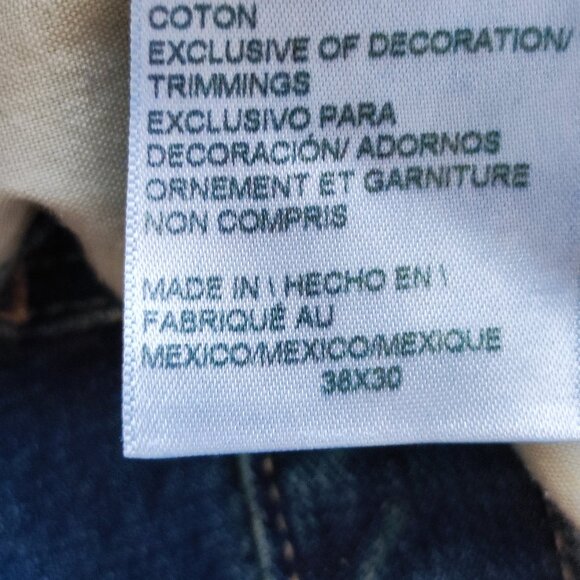 COTON
EXCLUSIVE OF DECORATION/
TRIMMINGS
EXCLUSIVO PARA
DECORACIÓN/ ADORNOS
ORNEMENT ET GARNITURE
NON COMPRIS
MADE IN \ HECHO EN \
FABRIQUÉ AU
MEXICO/MEXICO/MEXIQUE
38X30